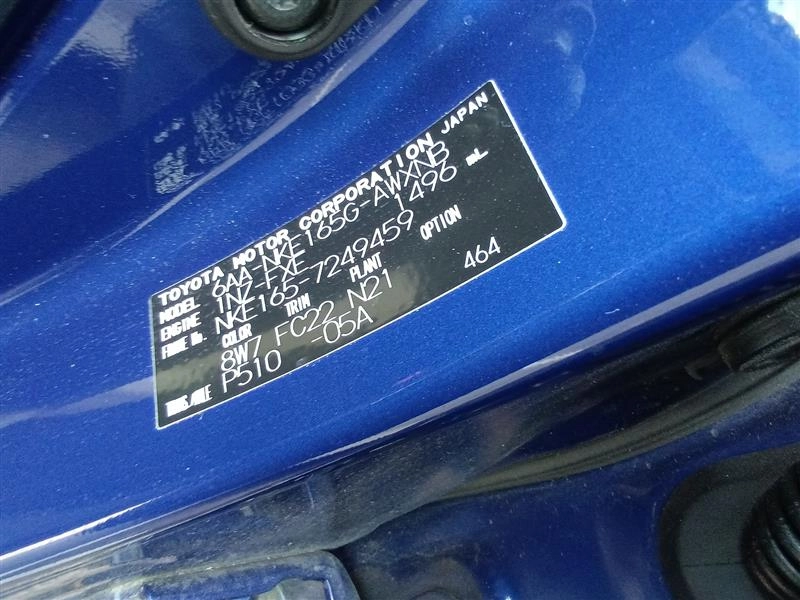 TOYOTA MOTOR CORPORATION JAPAN
MODEL 6AA-NKE165G-AWXNB
ENGINE 1NZ-FXE 1496 mL
FRAME No. NKE165-7249459
COLOR TRIM PLANT OPTION
8W7 FC22 N21 464
TRANS./AXLE P510 -05A